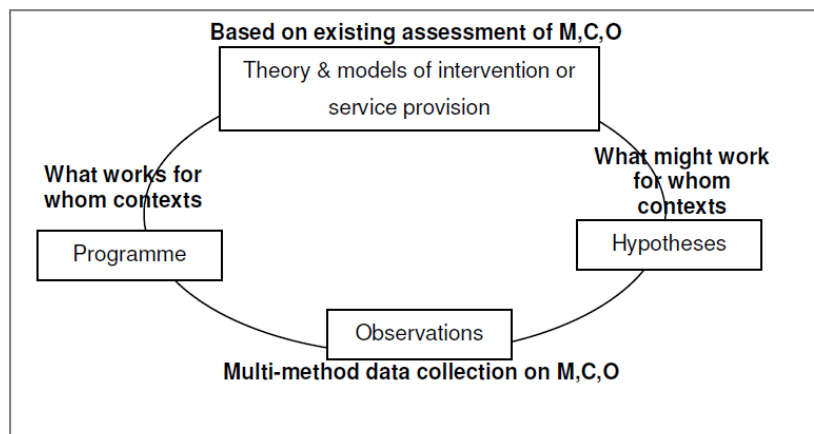 Based on existing assessment of M,C,O
Theory & models of intervention or
service provision
What works for
whom contexts
What might work
for whom
contexts
Programme
Hypotheses
Observations
Multi-method data collection on M,C,O